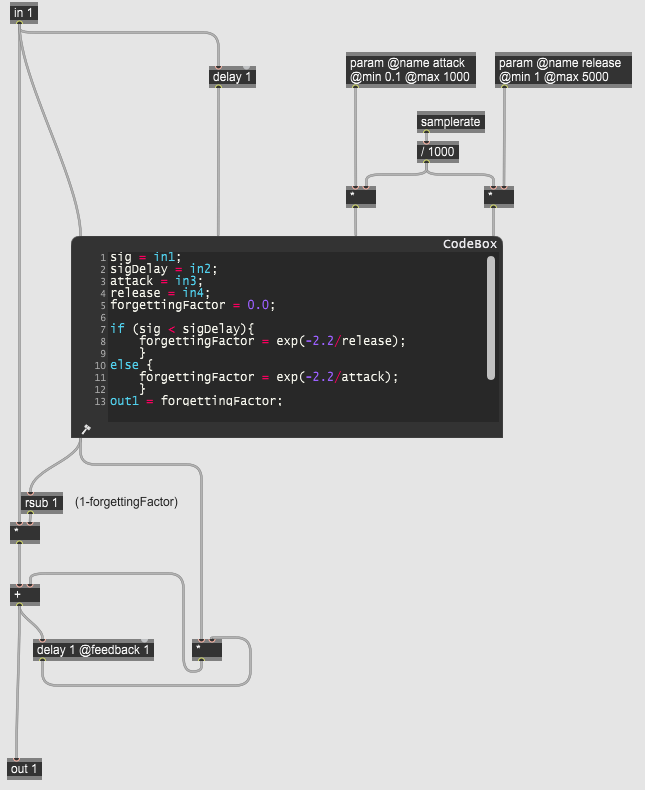 in 1
delay 1
param @name attack
@min 0.1 @max 1000
param @name release
@min 1 @max 5000
samplerate
/ 1000
*
*
CodeBox
1 sig = in1;
2 sigDelay = in2;
3 attack = in3;
4 release = in4;
5 forgettingFactor = 0.0;
6
7 if (sig < sigDelay){
8 forgettingFactor = exp(-2.2/release);
9 }
10 else {
11 forgettingFactor = exp(-2.2/attack);
12 }
13 out1 = forgettingFactor;
rsub 1 (1-forgettingFactor)
*
+
delay 1 @feedback 1
*
out 1